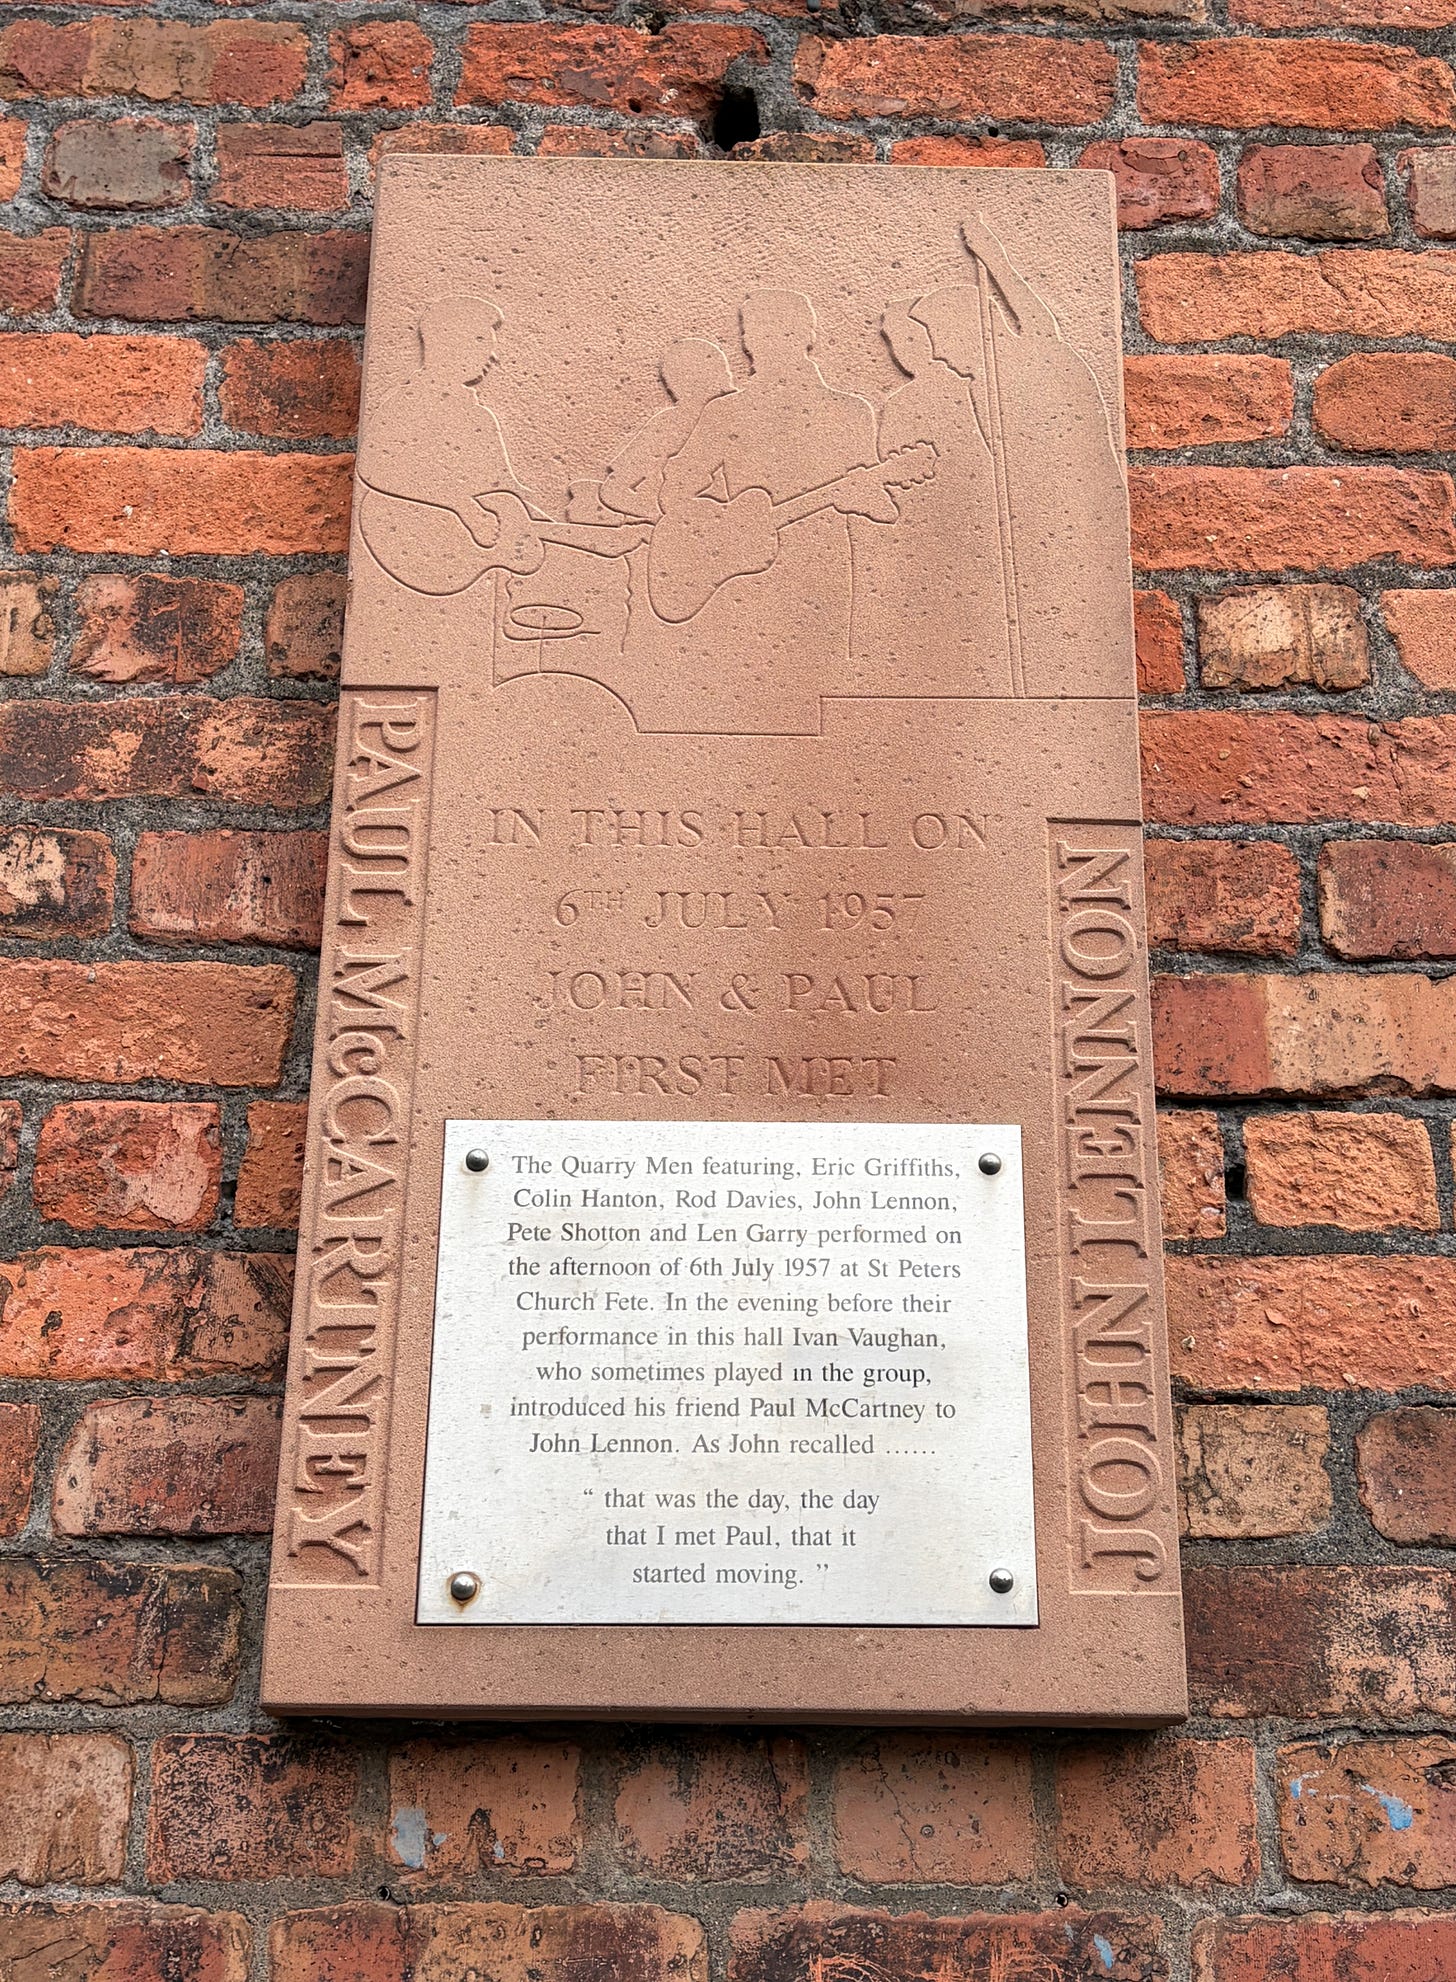 PAUL McCARTNEY
IN THIS HALL ON
6TH JULY 1957
JOHN & PAUL
FIRST MET
JOHN LENNON
The Quarry Men featuring, Eric Griffiths,
Colin Hanton, Rod Davies, John Lennon,
Pete Shotton and Len Garry performed on
the afternoon of 6th July 1957 at St Peters
Church Fete. In the evening before their
performance in this hall Ivan Vaughan,
who sometimes played in the group,
introduced his friend Paul McCartney to
John Lennon. As John recalled ......
“ that was the day, the day
that I met Paul, that it
started moving. ”